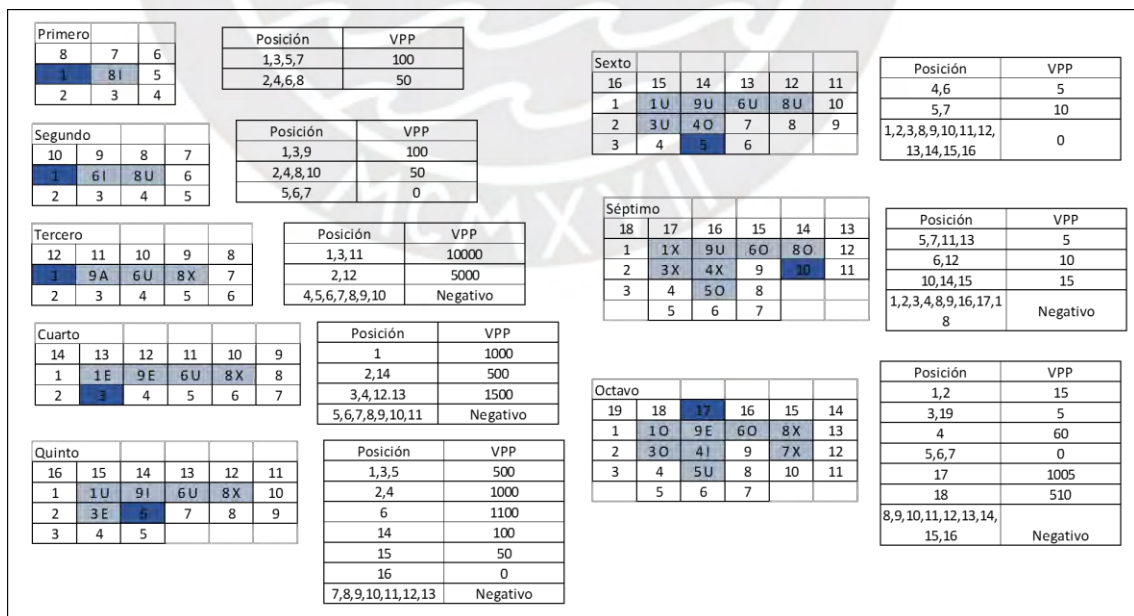 Primero
8 7 6
1 8I 5
2 3 4
Posición VPP
1,3,5,7 100
2,4,6,8 50
Segundo
10 9 8 7
1 6I 8U 6
2 3 4 5
Posición VPP
1,3,9 100
2,4,8,10 50
5,6,7 0
Tercero
12 11 10 9 8
1 9A 6U 8X 7
2 3 4 5 6
Posición VPP
1,3,11 10000
2,12 5000
4,5,6,7,8,9,10 Negativo
Cuarto
14 13 12 11 10 9
1 1E 9E 6U 8X 8
2 3 4 5 6 7
Posición VPP
1 1000
2,14 500
3,4,12.13 1500
5,6,7,8,9,10,11 Negativo
Quinto
16 15 14 13 12 11
1 1U 9I 6U 8X 10
2 3E 6 7 8 9
3 4 5
Posición VPP
1,3,5 500
2,4 1000
6 1100
14 100
15 50
16 0
7,8,9,10,11,12,13 Negativo
Sexto
16 15 14 13 12 11
1 1U 9U 6U 8U 10
2 3U 4O 7 8 9
3 4 5 6
Posición VPP
4,6 5
5,7 10
1,2,3,8,9,10,11,12,
13,14,15,16 0
Séptimo
18 17 16 15 14 13
1 1X 9U 6O 8O 12
2 3X 4X 9 10 11
3 4 5O 8
5 6 7
Posición VPP
5,7,11,13 5
6,12 10
10,14,15 15
1,2,3,4,8,9,16,17,1
8 Negativo
Octavo
19 18 17 16 15 14
1 1O 9E 6O 8X 13
2 3O 4I 9 7X 12
3 4 5U 8 10 11
5 6 7
Posición VPP
1,2 15
3,19 5
4 60
5,6,7 0
17 1005
18 510
8,9,10,11,12,13,14,
15,16 Negativo
MCMXVII